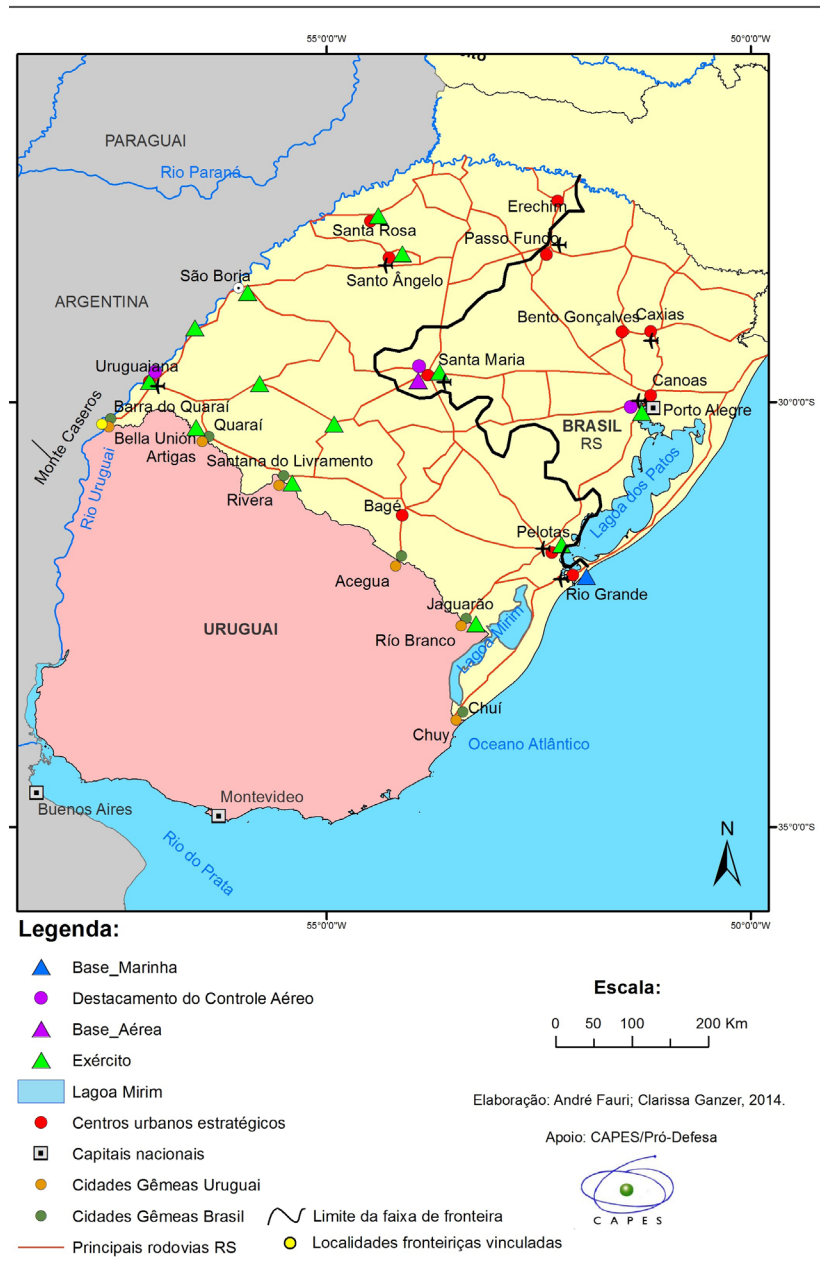 55°0'0"W
50°0'0"W
PARAGUAI
Rio Paraná
Erechim
Santa Rosa
Passo Fundo
Santo Ângelo
São Borja
ARGENTINA
Bento Gonçalves
Caxias
Uruguaiana
Santa Maria
Canoas
30°0'0"S
Monte Caseros
Barra do Quaraí
Porto Alegre
Bella Unión
Quaraí
BRASIL
RS
Artigas
Santana do Livramento
Rio Uruguai
Rivera
Lagoa dos Patos
Bagé
Pelotas
Acegua
Rio Grande
Jaguarão
URUGUAI
Río Branco
Lagoa Mirim
Chuí
Chuy
Oceano Atlântico
Buenos Aires
Montevideo
35°0'0"S
N
Rio do Prata
55°0'0"W
50°0'0"W
Legenda:
Base_Marinha
Destacamento do Controle Aéreo
Base_Aérea
Exército
Lagoa Mirim
Centros urbanos estratégicos
Capitais nacionais
Cidades Gêmeas Uruguai
Cidades Gêmeas Brasil
Limite da faixa de fronteira
Principais rodovias RS
Localidades fronteiriças vinculadas
Escala:
0 50 100 200 Km
Elaboração: André Fauri; Clarissa Ganzer, 2014.
Apoio: CAPES/Pró-Defesa
CAPES